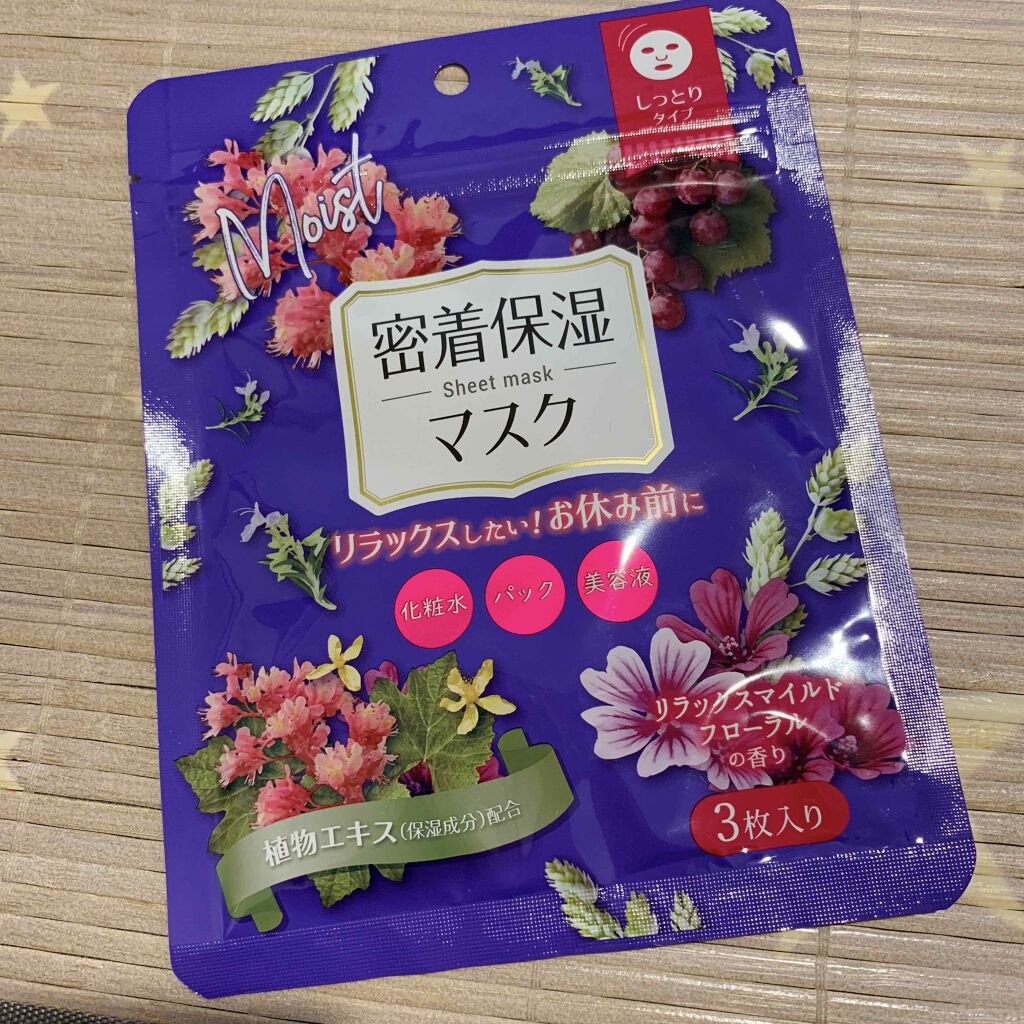 しっとり
タイプ
Moist
密着保湿
Sheet mask
マスク
リラックスしたい!お休み前に
化粧水
パック
美容液
リラックスマイルド
フローラル
の香り
植物エキス(保湿成分)配合
3枚入り